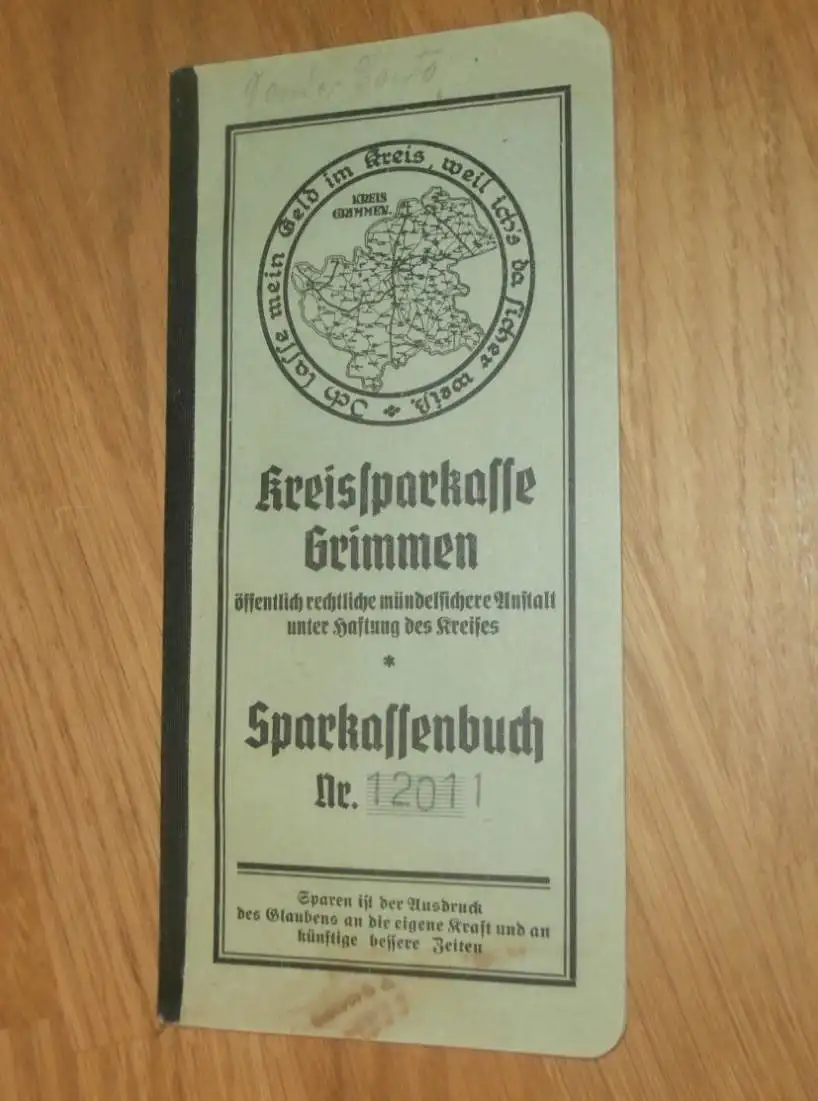 Ich lasse mein Geld im Kreis, weil ich's da sicher weiß.
KREIS
GRIMMEN.
Kreissparkasse
Grimmen
öffentlich rechtliche mündelsichere Anstalt
unter Haftung des Kreises
*
Sparkassenbuch
Nr. 12011
Sparen ist der Ausdruck
des Glaubens an die eigene Kraft und an
künftige bessere Zeiten